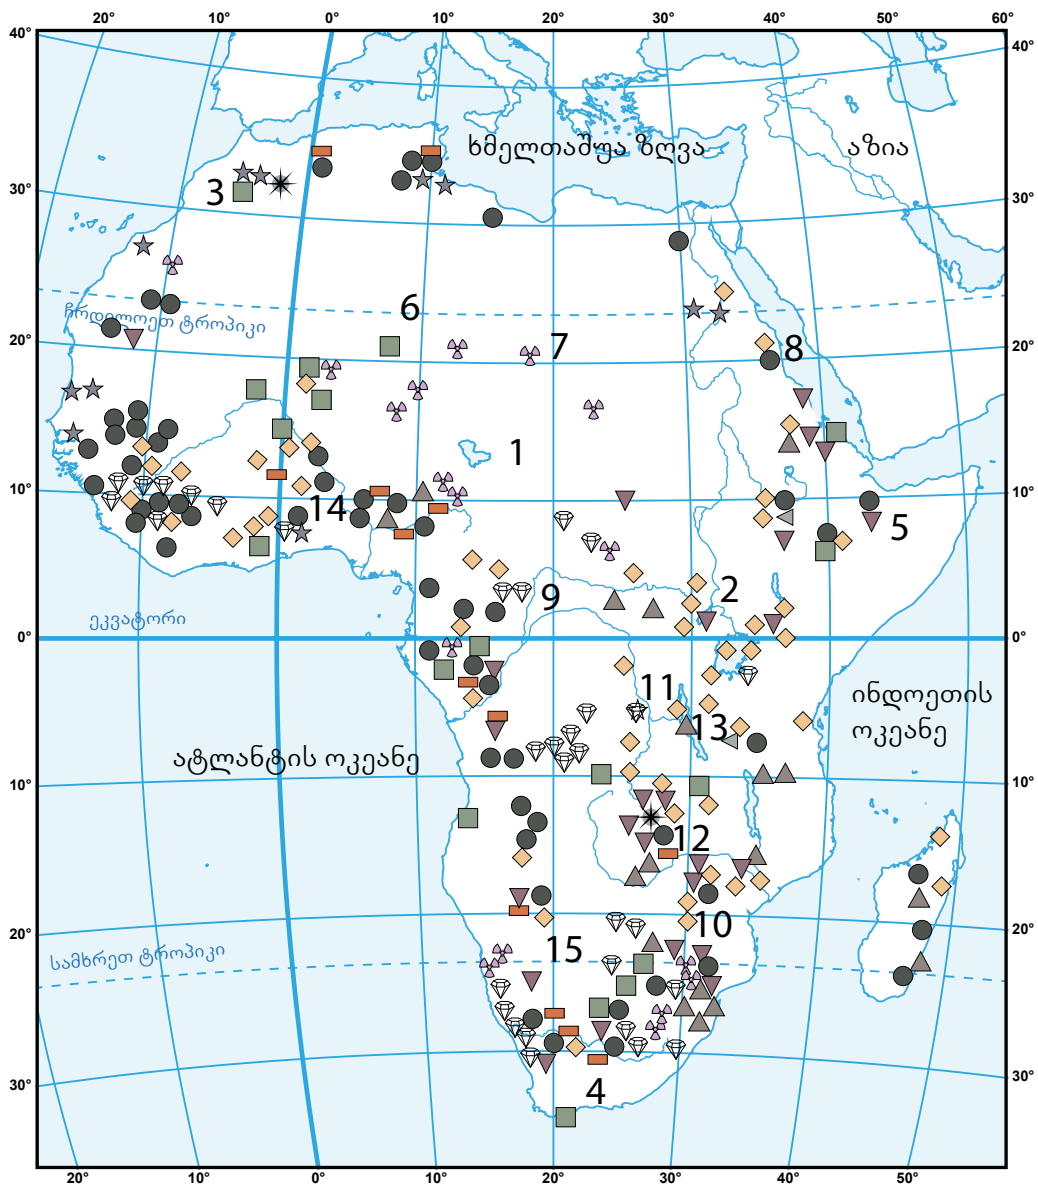 20° 10° 0° 10° 20° 30° 40° 50° 60°
40° 40°
ხმელთაშუა ზღვა აზია
3
30° 30°
6
ჩრდილოეთ ტროპიკი
7 8
20° 20°
1
10° 10°
14
5
2
9
ეკვატორი
0° 0°
11
ინდოეთის
ოკეანე
13
ატლანტის ოკეანე
10° 10°
12
10
15
20° 20°
სამხრეთ ტროპიკი
30° 30°
4
20° 10° 0° 10° 20° 30° 40° 50°